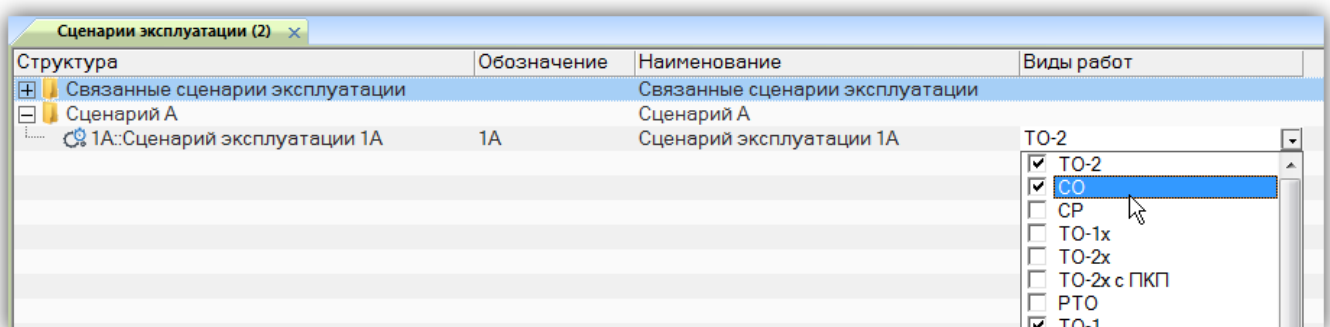 Сценарии эксплуатации (2)
Структура Обозначение Наименование Виды работ
Связанные сценарии эксплуатации Связанные сценарии эксплуатации
Сценарий А Сценарий А
1А::Сценарий эксплуатации 1А 1А Сценарий эксплуатации 1А ТО-2
ТО-2
СО
СР
ТО-1х
ТО-2х
ТО-2х с ПКП
РТО
ТО-1